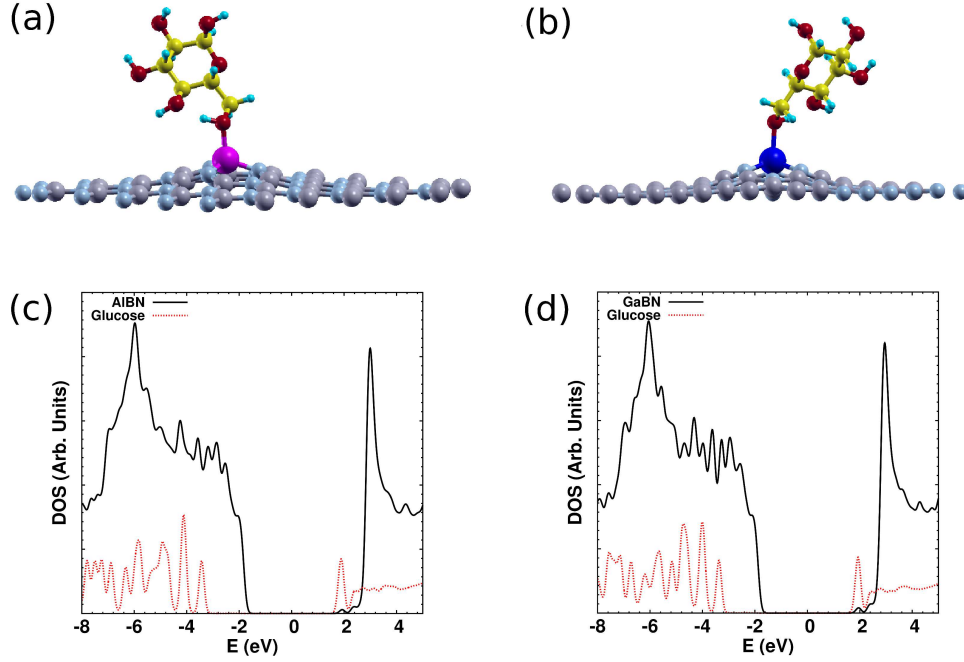 (a)
(b)
(c)
AlBN
Glucose
DOS (Arb. Units)
-8 -6 -4 -2 0 2 4
E (eV)
(d)
GaBN
Glucose
DOS (Arb. Units)
-8 -6 -4 -2 0 2 4
E (eV)